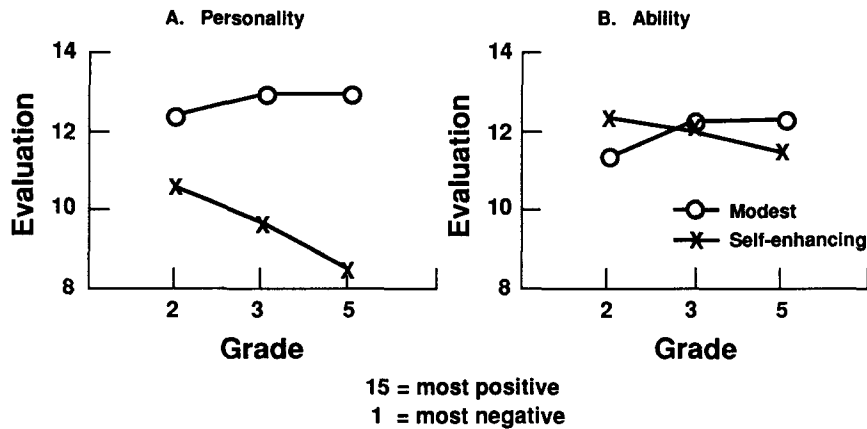 A. Personality
14
12
10
8
Evaluation
2 3 5
Grade
B. Ability
14
12
10
8
Evaluation
Modest
Self-enhancing
2 3 5
Grade
15 = most positive
1 = most negative